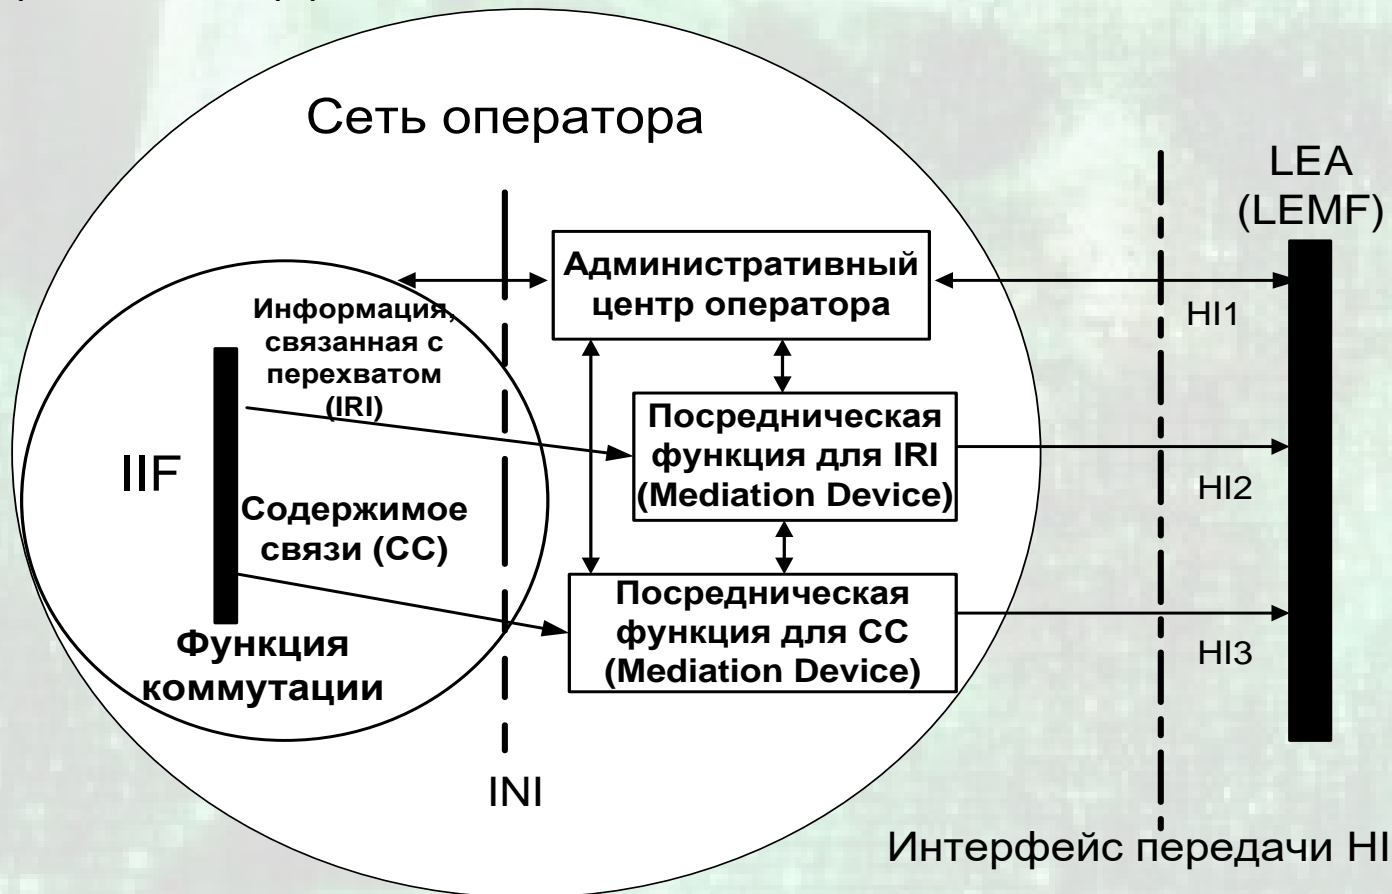 Сеть оператора
LEA
(LEMF)
Административный
центр оператора
HI1
Информация,
связанная с
перехватом
(IRI)
Посредническая
функция для IRI
(Mediation Device)
HI2
IIF
Содержимое
связи (CC)
Посредническая
функция для CC
(Mediation Device)
HI3
Функция
коммутации
INI
Интерфейс передачи HI